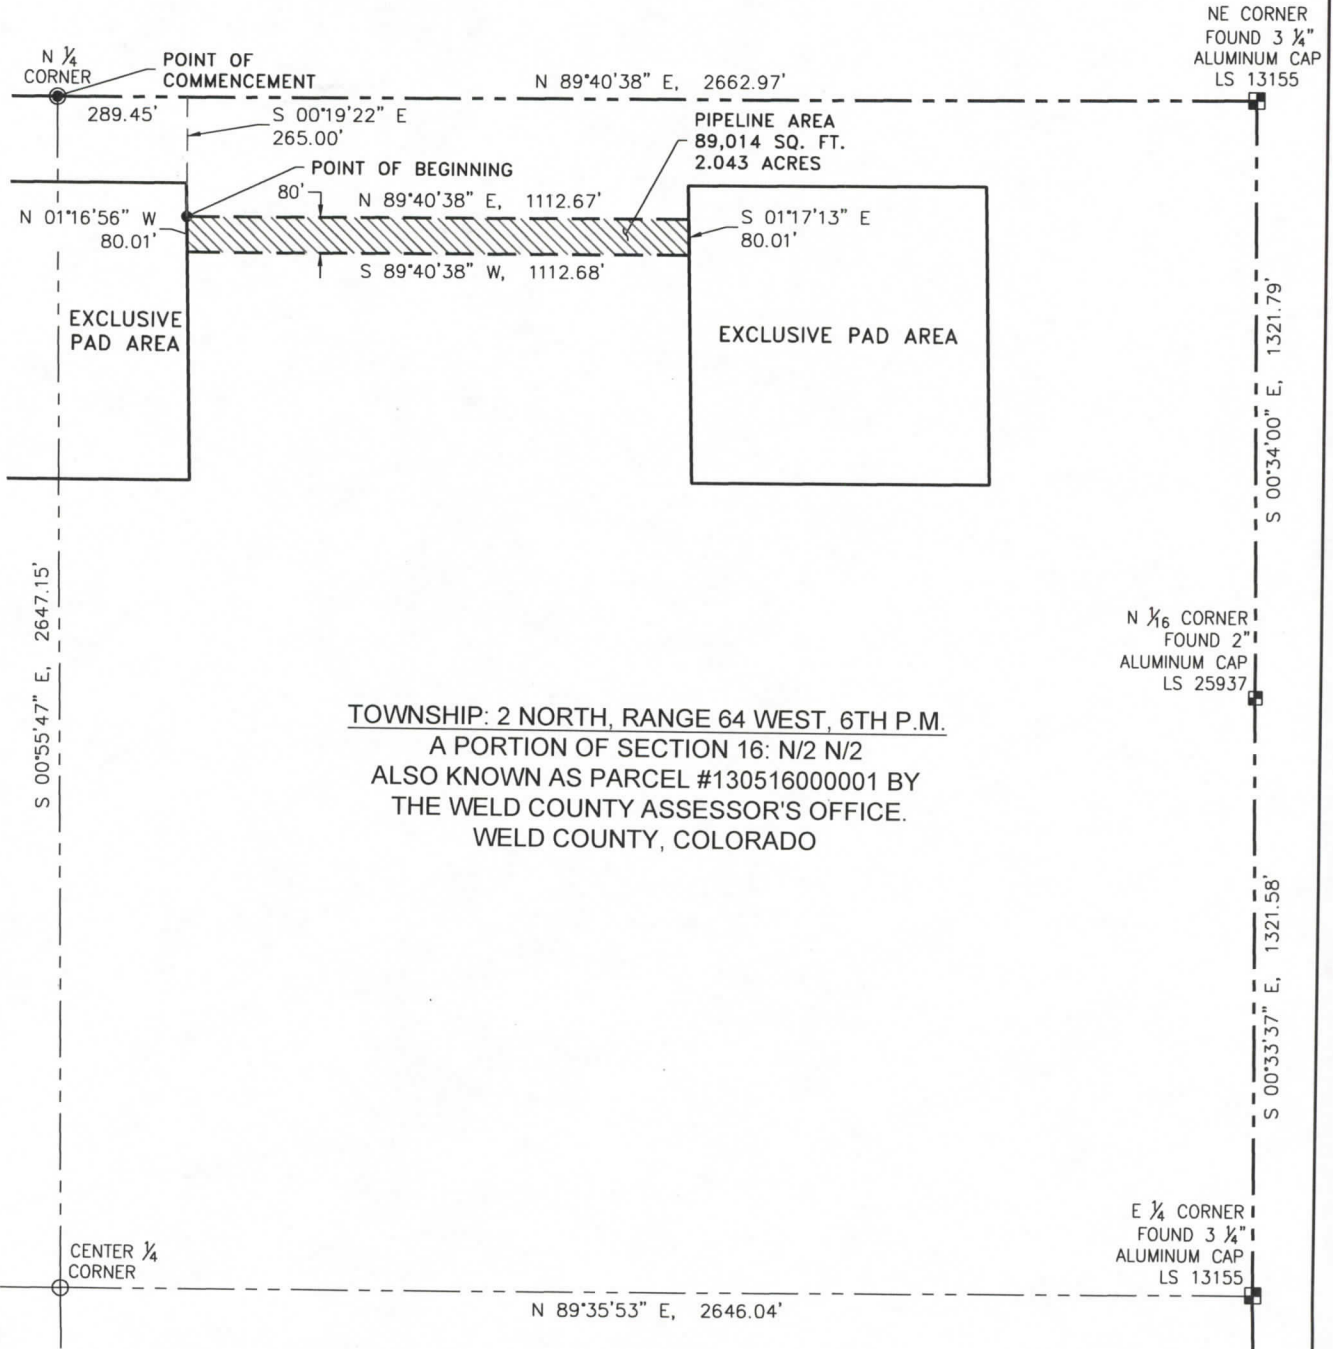 NE CORNER
FOUND 3 ¼"
ALUMINUM CAP
LS 13155
N ¼
CORNER
POINT OF
COMMENCEMENT
N 89°40'38" E, 2662.97'
289.45'
S 00°19'22" E
265.00'
PIPELINE AREA
89,014 SQ. FT.
2.043 ACRES
POINT OF BEGINNING
80'
N 89°40'38" E, 1112.67'
N 01°16'56" W
80.01'
S 01°17'13" E
80.01'
S 89°40'38" W, 1112.68'
EXCLUSIVE
PAD AREA
EXCLUSIVE PAD AREA
S 00°34'00" E, 1321.79'
S 00°55'47" E, 2647.15'
N 1/16 CORNER
FOUND 2"
ALUMINUM CAP
LS 25937
TOWNSHIP: 2 NORTH, RANGE 64 WEST, 6TH P.M.
A PORTION OF SECTION 16: N/2 N/2
ALSO KNOWN AS PARCEL #130516000001 BY
THE WELD COUNTY ASSESSOR'S OFFICE.
WELD COUNTY, COLORADO
S 00°33'37" E, 1321.58'
E ¼ CORNER
FOUND 3 ¼"
ALUMINUM CAP
LS 13155
CENTER ¼
CORNER
N 89°35'53" E, 2646.04'